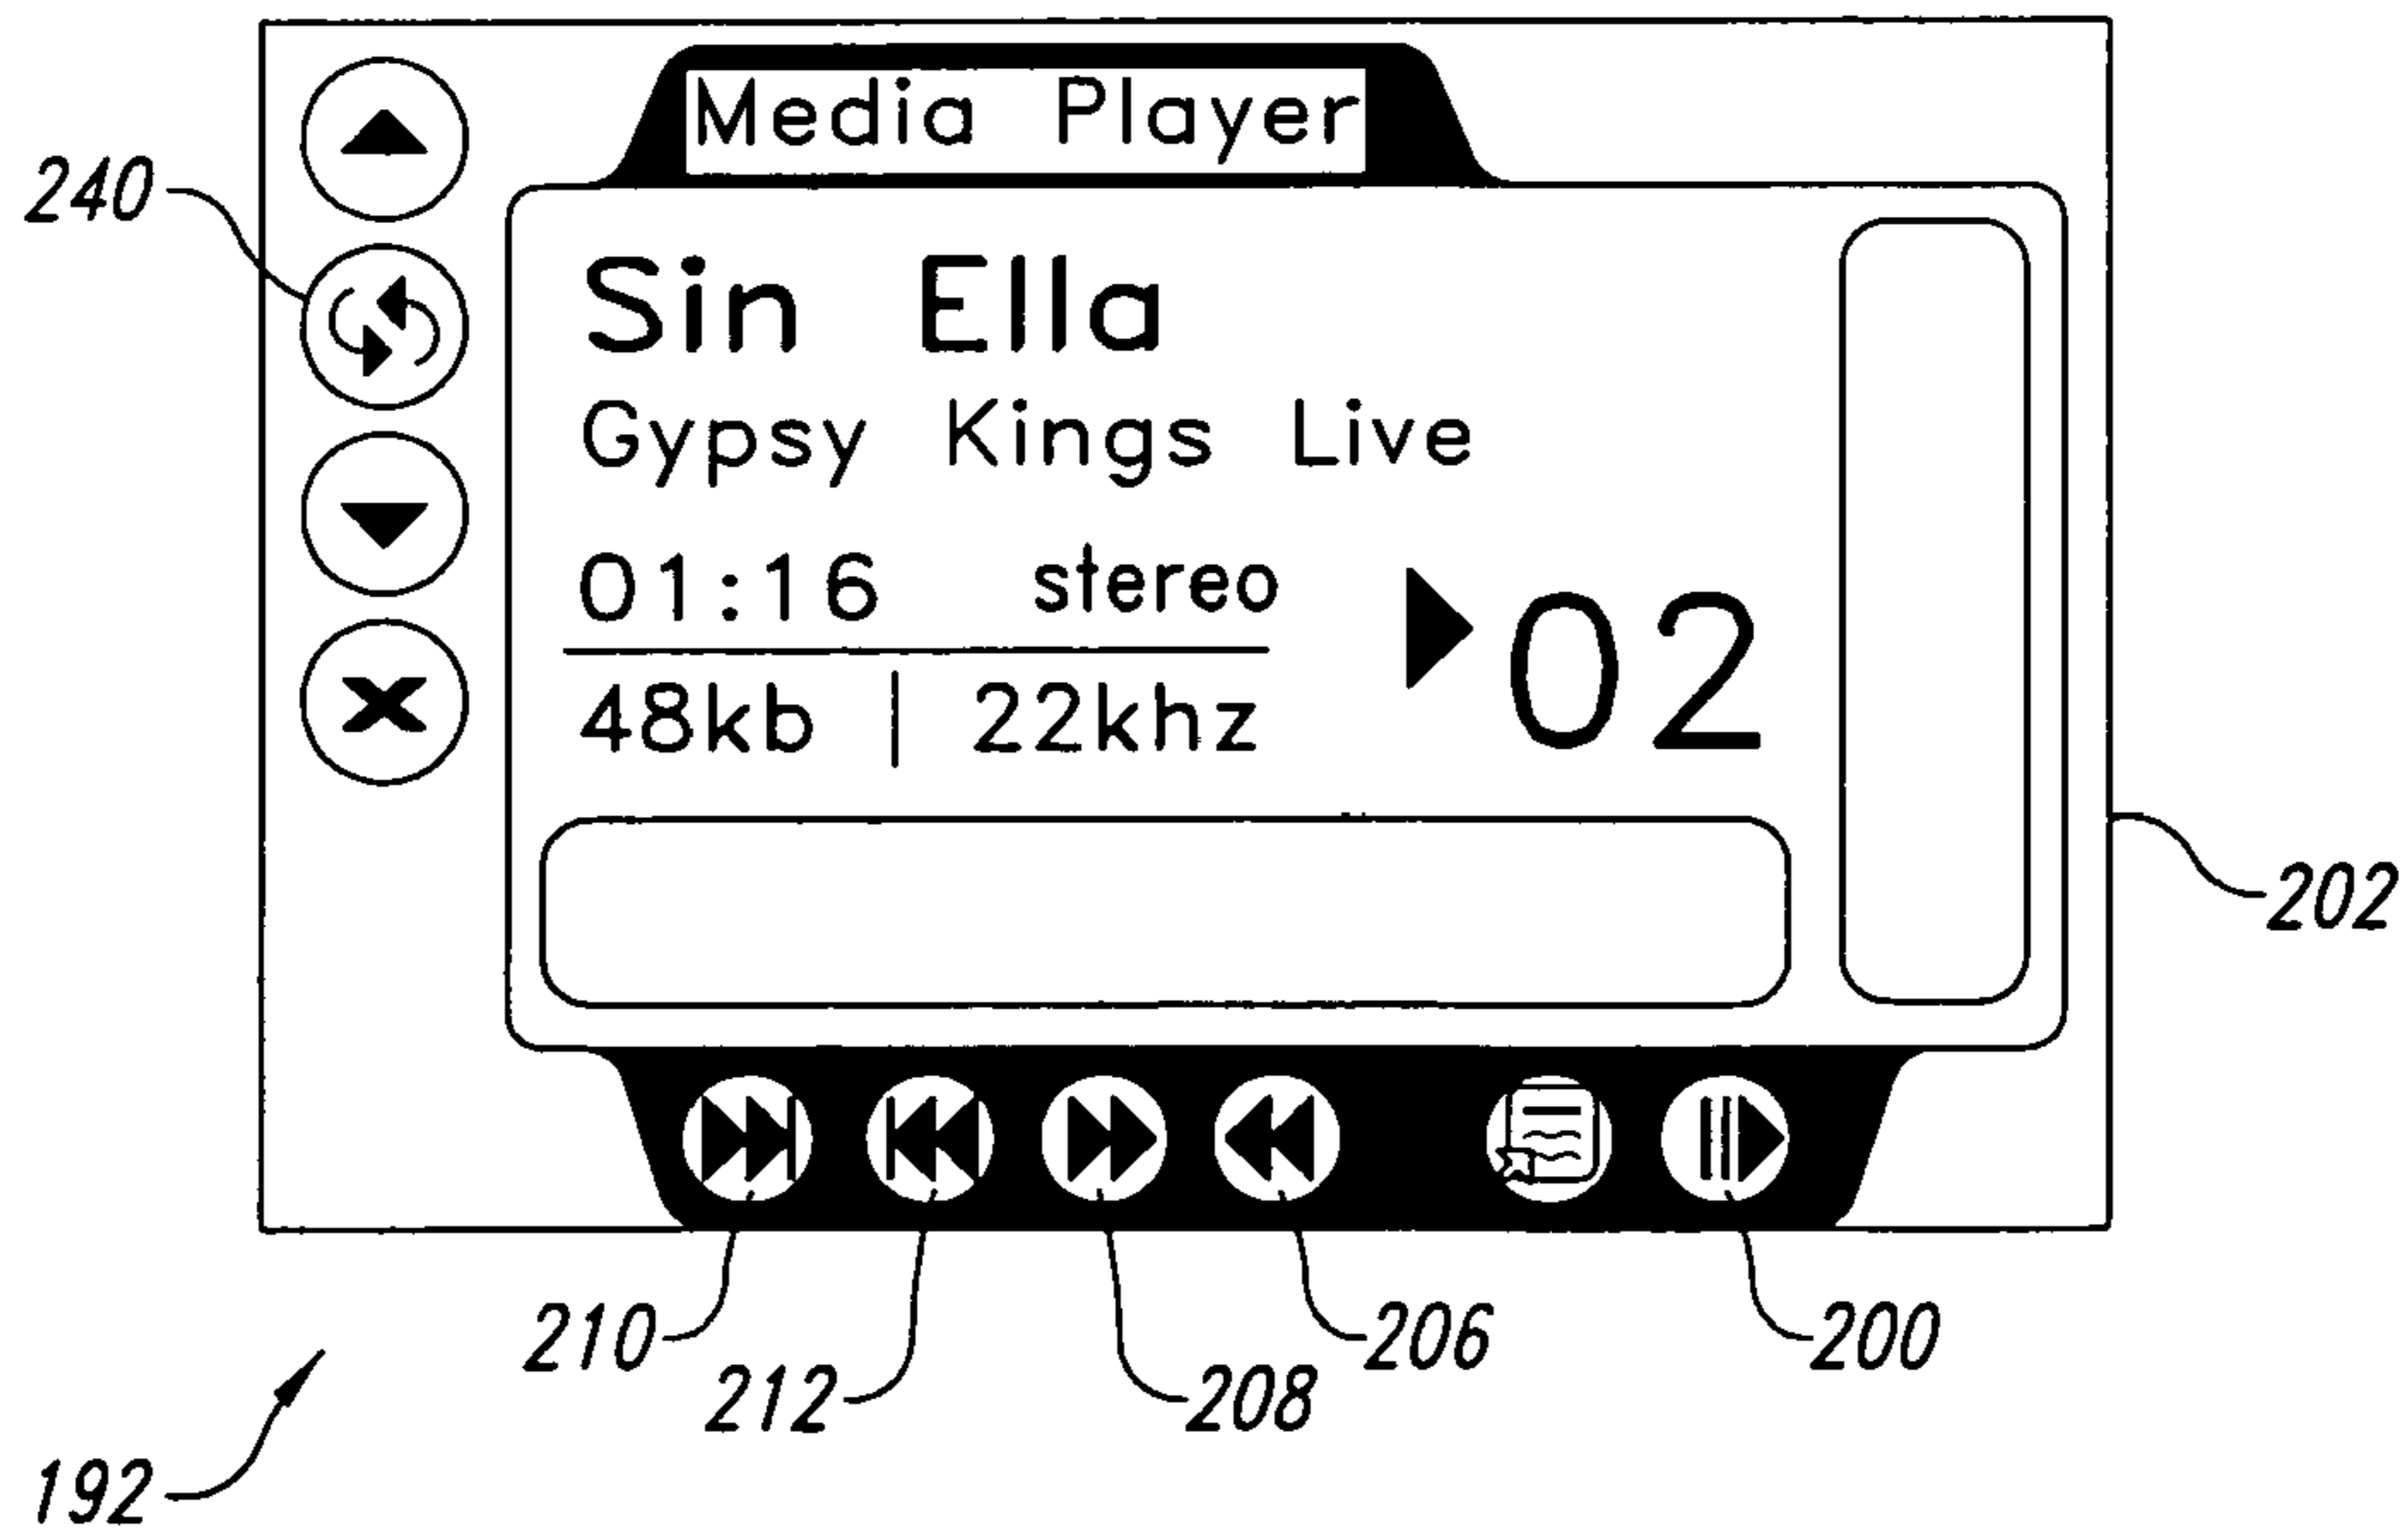 Media Player
240
Sin Ella
Gypsy Kings Live
01:16 stereo
02
48kb | 22khz
202
210
212
208
206
200
192